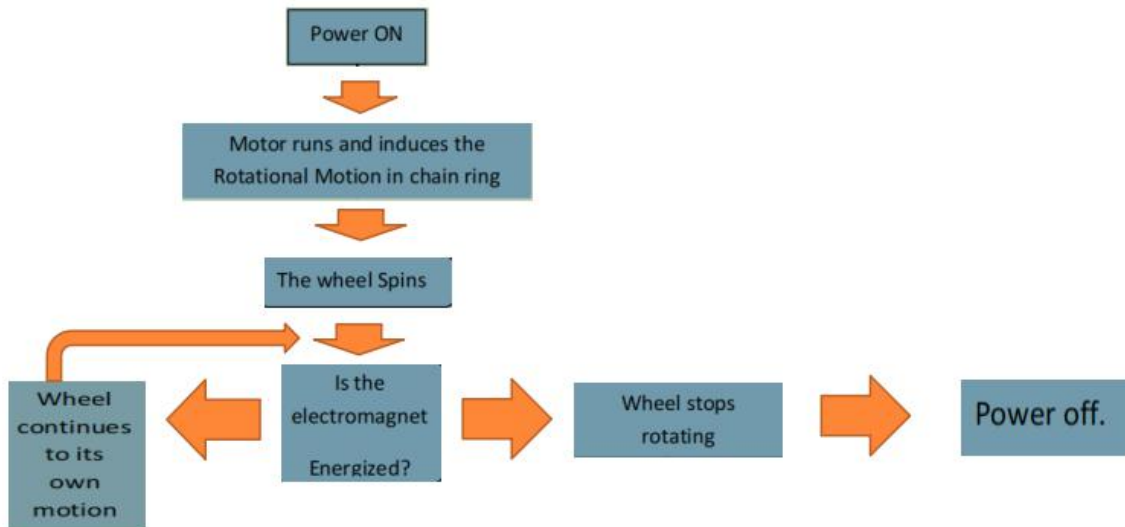 Power ON
Motor runs and induces the
Rotational Motion in chain ring
The wheel Spins
Is the
electromagnet
Energized?
Wheel
continues
to its
own
motion
Wheel stops
rotating
Power off.